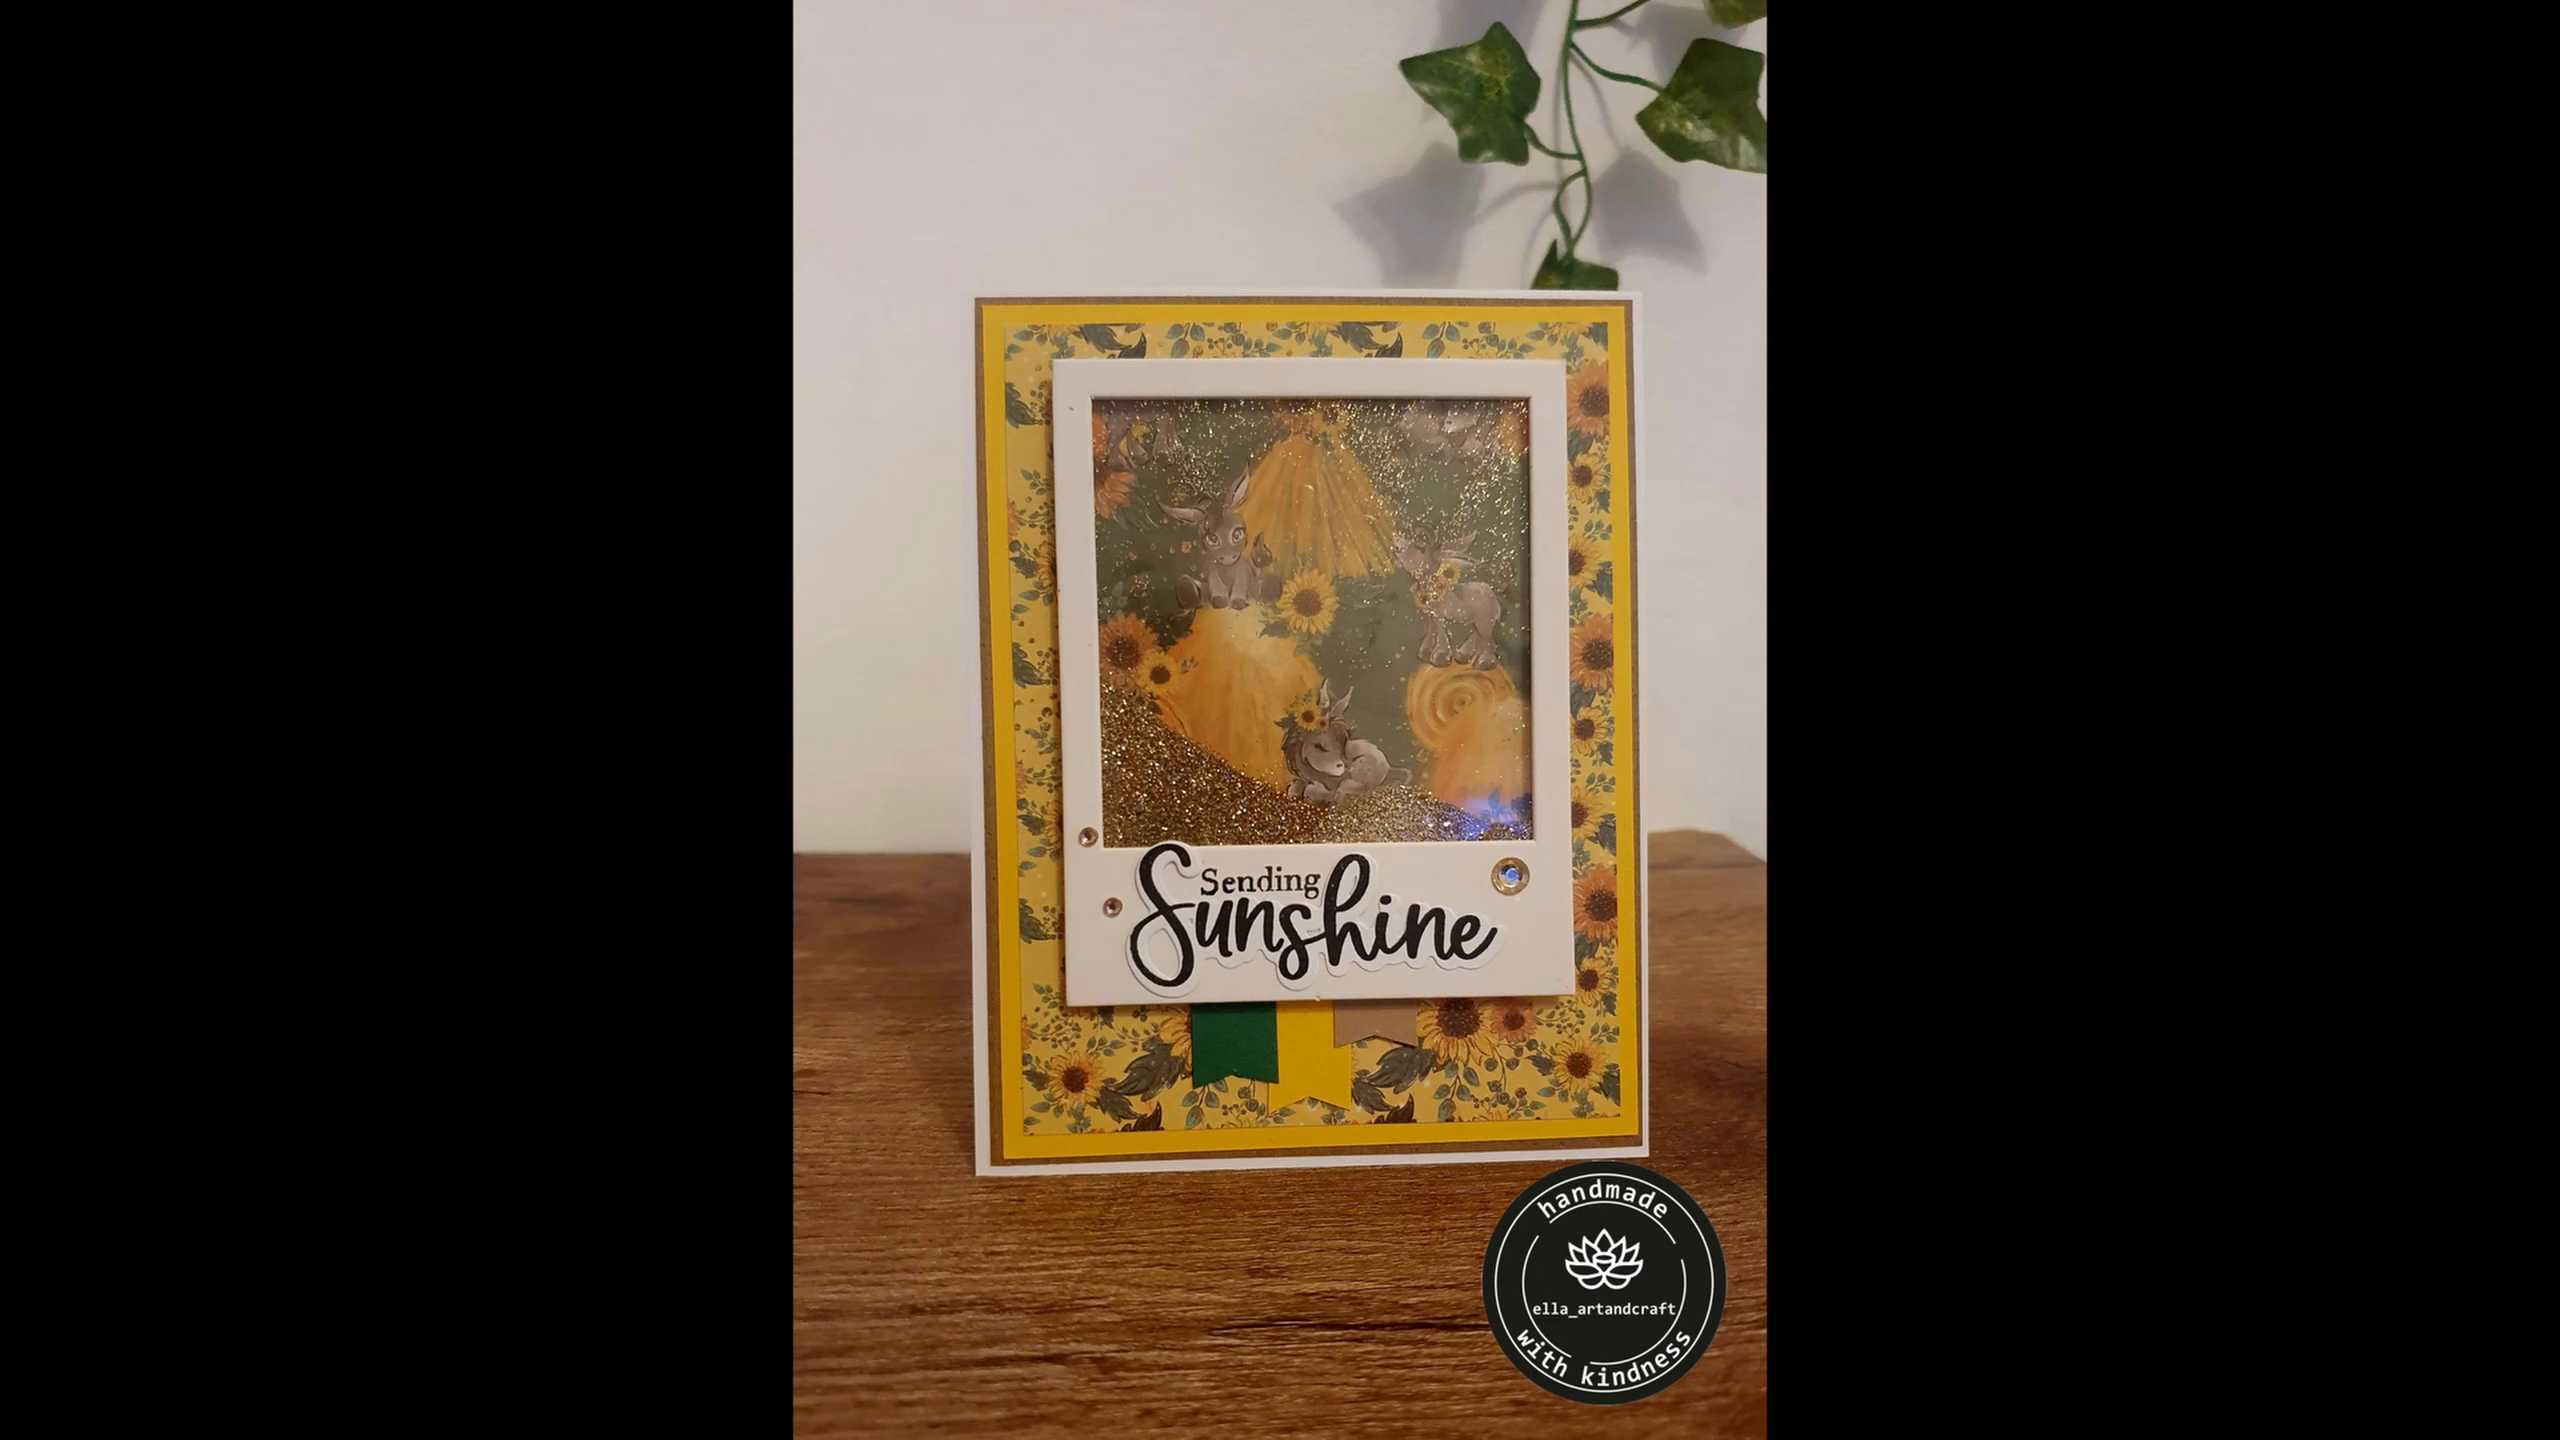 Sending
Sunshine
handmade
ella_artandcraft
with kindness